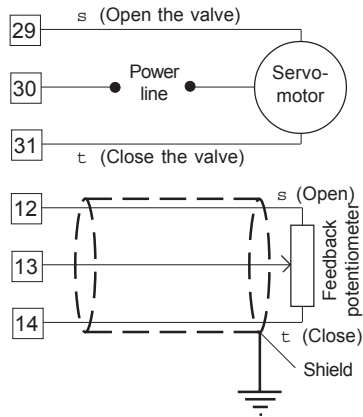 29
s (Open the valve)
30
Power
line
Servo-
motor
31
t (Close the valve)
12
s (Open)
13
Feedback
potentiometer
14
t (Close)
Shield